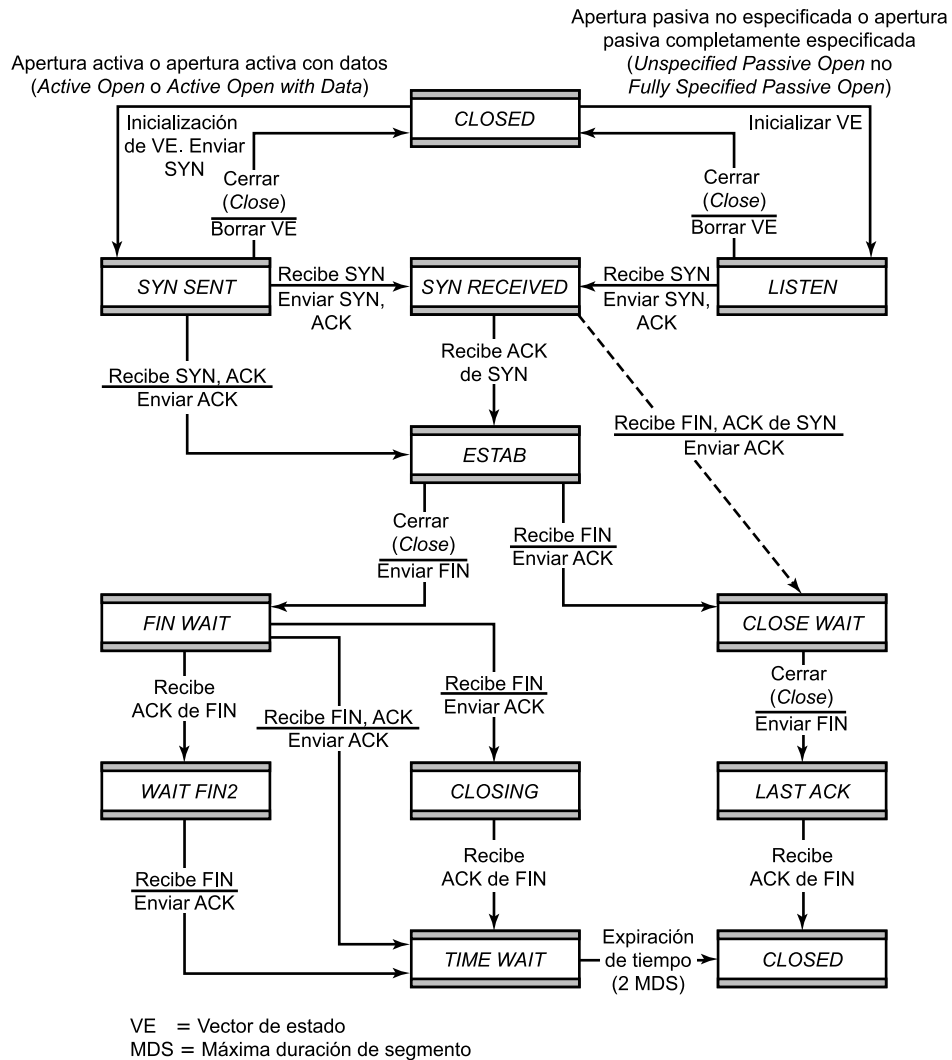 Apertura pasiva no especificada o apertura
pasiva completamente especificada
(Unspecified Passive Open no
Fully Specified Passive Open)
Apertura activa o apertura activa con datos
(Active Open o Active Open with Data)
CLOSED
Inicialización
de VE. Enviar
SYN
Inicializar VE
Cerrar
(Close)
Borrar VE
Cerrar
(Close)
Borrar VE
SYN SENT
Recibe SYN
Enviar SYN,
ACK
SYN RECEIVED
Recibe SYN
Enviar SYN,
ACK
LISTEN
Recibe SYN, ACK
Enviar ACK
Recibe ACK
de SYN
Recibe FIN, ACK de SYN
Enviar ACK
ESTAB
Cerrar
(Close)
Enviar FIN
Recibe FIN
Enviar ACK
FIN WAIT
CLOSE WAIT
Recibe
ACK de FIN
Recibe FIN, ACK
Enviar ACK
Recibe FIN
Enviar ACK
Cerrar
(Close)
Enviar FIN
WAIT FIN2
CLOSING
LAST ACK
Recibe FIN
Enviar ACK
Recibe
ACK de FIN
Recibe
ACK de FIN
TIME WAIT
Expiración
de tiempo
(2 MDS)
CLOSED
VE = Vector de estado
MDS = Máxima duración de segmento